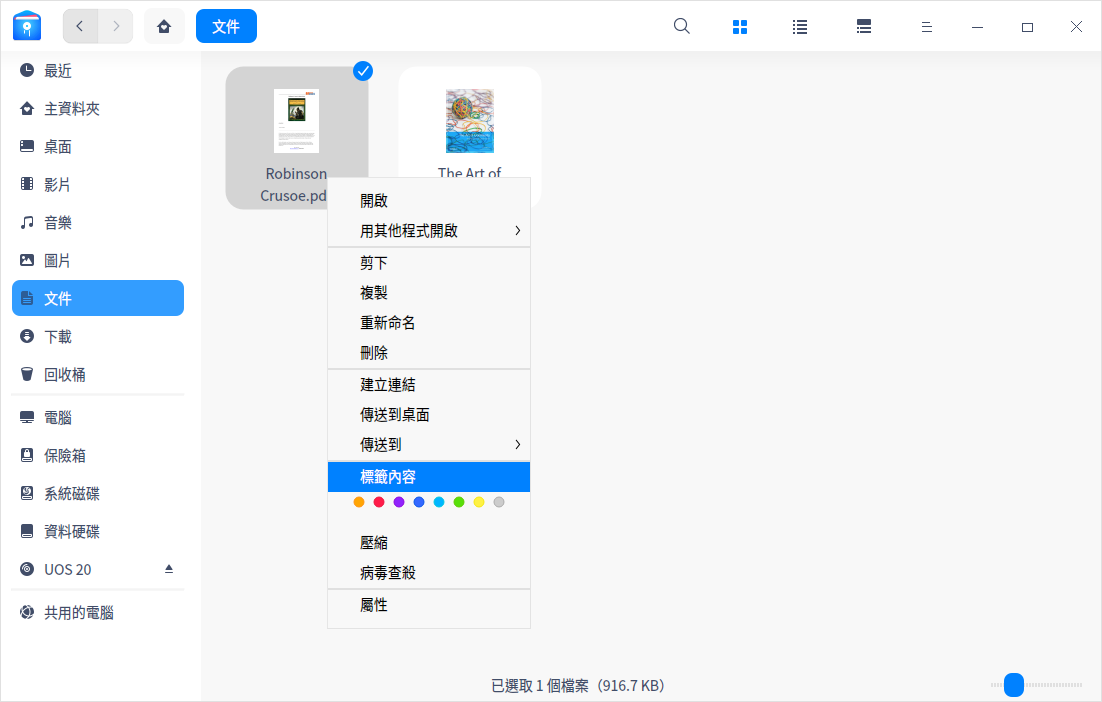 文件
最近
主資料夾
桌面
影片
音樂
圖片
文件
下載
回收桶
電腦
保險箱
系統磁碟
資料硬碟
UOS 20
共用的電腦
Robinson
Crusoe.pd
The Art of
開啟
用其他程式開啟
剪下
複製
重新命名
刪除
建立連結
傳送到桌面
傳送到
標籤內容
壓縮
病毒查殺
屬性
已選取 1 個檔案（916.7 KB）